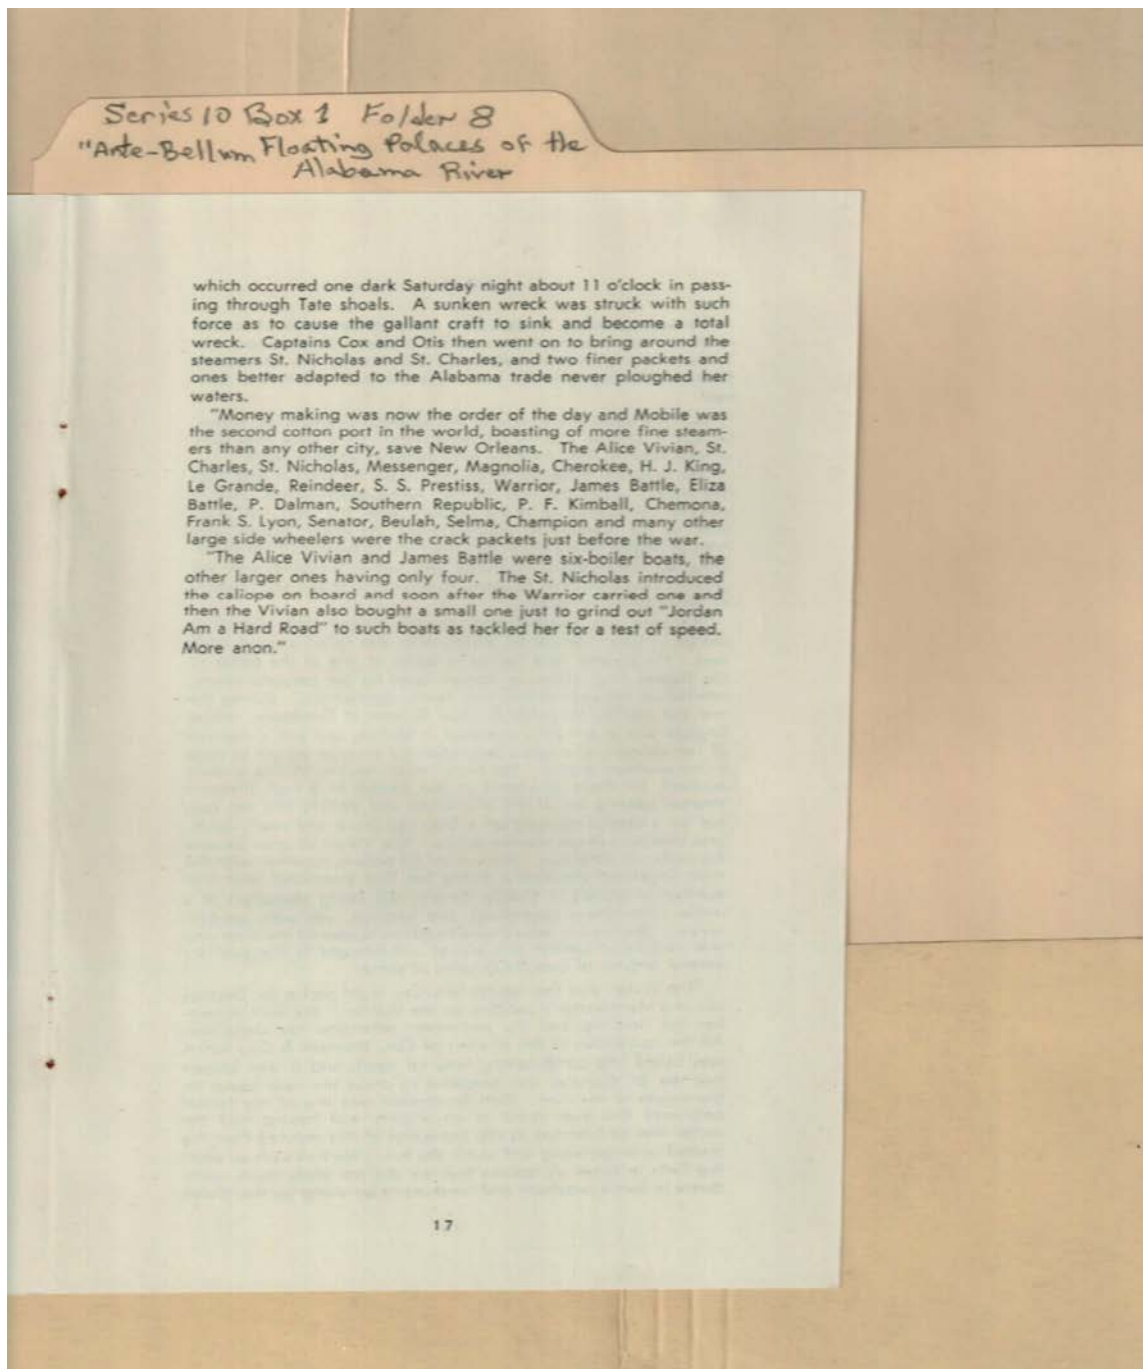 Series 10 Box 1 Folder 8
"Ante-Bellum Floating Palaces of the
Alabama River
which occurred one dark Saturday night about 11 o'clock in pass-
ing through Tate shoals. A sunken wreck was struck with such
force as to cause the gallant craft to sink and become a total
wreck. Captains Cox and Otis then went on to bring around the
steamers St. Nicholas and St. Charles, and two finer packets and
ones better adapted to the Alabama trade never ploughed her
waters.
"Money making was now the order of the day and Mobile was
the second cotton port in the world, boasting of more fine steam-
ers than any other city, save New Orleans. The Alice Vivian, St.
Charles, St. Nicholas, Messenger, Magnolia, Cherokee, H. J. King,
Le Grande, Reindeer, S. S. Prestiss, Warrior, James Battle, Eliza
Battle, P. Dalman, Southern Republic, P. F. Kimball, Chemona,
Frank S. Lyon, Senator, Beulah, Selma, Champion and many other
large side wheelers were the crack packets just before the war.
"The Alice Vivian and James Battle were six-boiler boats, the
other larger ones having only four. The St. Nicholas introduced
the caliope on board and soon after the Warrior carried one and
then the Vivian also bought a small one just to grind out "Jordan
Am a Hard Road" to such boats as tackled her for a test of speed.
More anon."
17